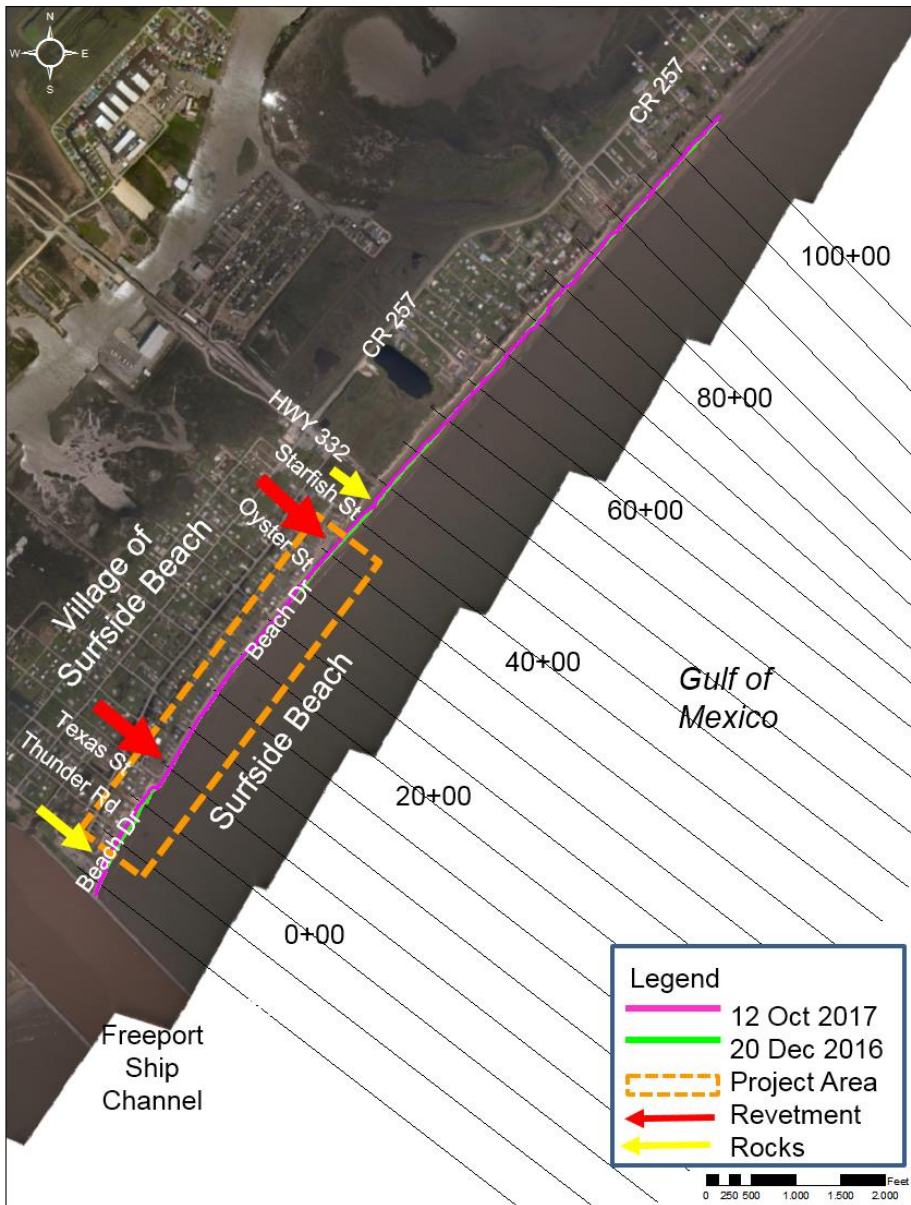 N
W E
S
CR 257
100+00
CR 257
80+00
HWY 332
Starfish St
60+00
Oyster St
Village of
Surfside Beach
Beach Dr
40+00
Gulf of
Mexico
Surfside Beach
Texas St
Thunder Rd
20+00
Beach Dr
0+00
Freeport
Ship
Channel
Legend
12 Oct 2017
20 Dec 2016
Project Area
Revetment
Rocks
Feet
0 250 500 1.000 1.500 2.000